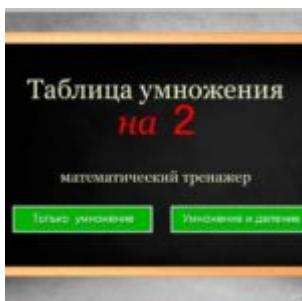 Таблица умножения
на 2
математический тренажер
Только умножение
Умножение и деление